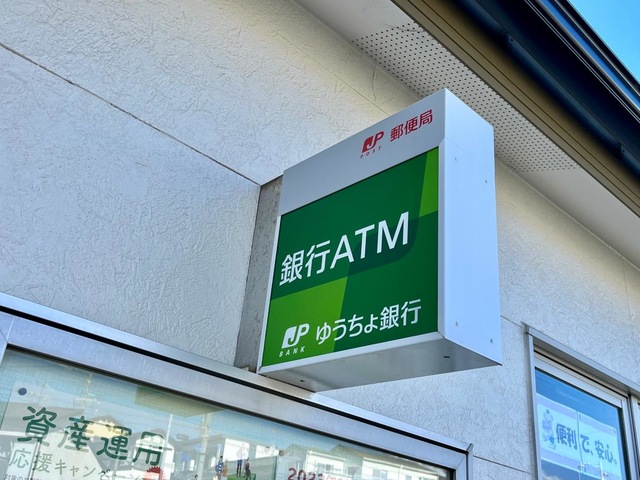 JP 郵便局
POST
銀行ATM
JP ゆうちょ銀行
BANK
資産運用
応援キャン
202
便利で、安心。